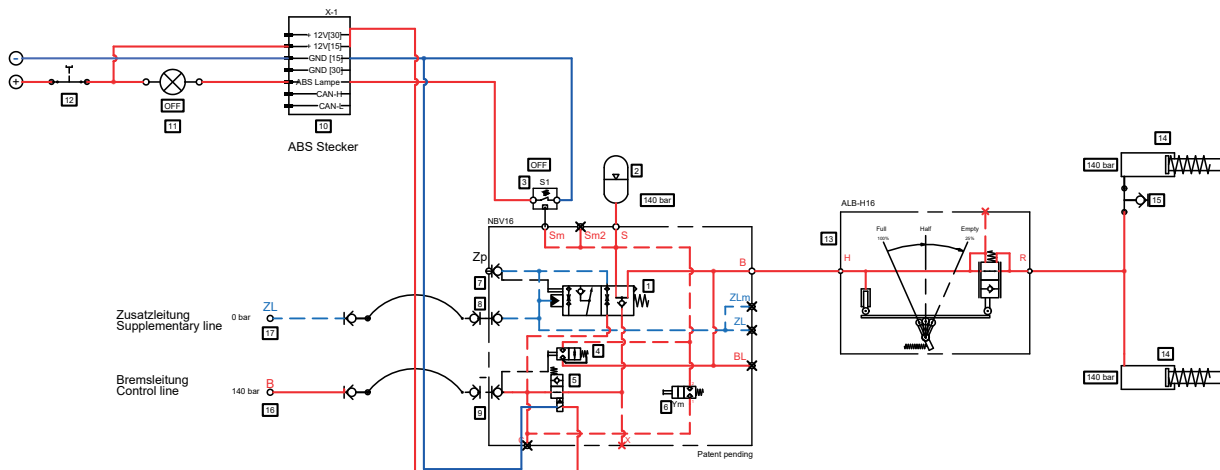 X-1
+ 12V[30]
+ 12V[15]
GND [15]
GND [30]
ABS Lampe
CAN-H
CAN-L
-
+
12
OFF
11
10
ABS Stecker
OFF
3
S1
2
140 bar
NBV16
Sm
Sm2
S
Zp
7
1
B
8
ZLm
ZL
Zusatzleitung
Supplementary line
0 bar
ZL
17
4
BL
5
Bremsleitung
Control line
140 bar
B
16
9
6
Ym
X
Patent pending
ALB-H16
13
Full
100%
Half
Empty
25%
H
R
14
140 bar
15
14
140 bar